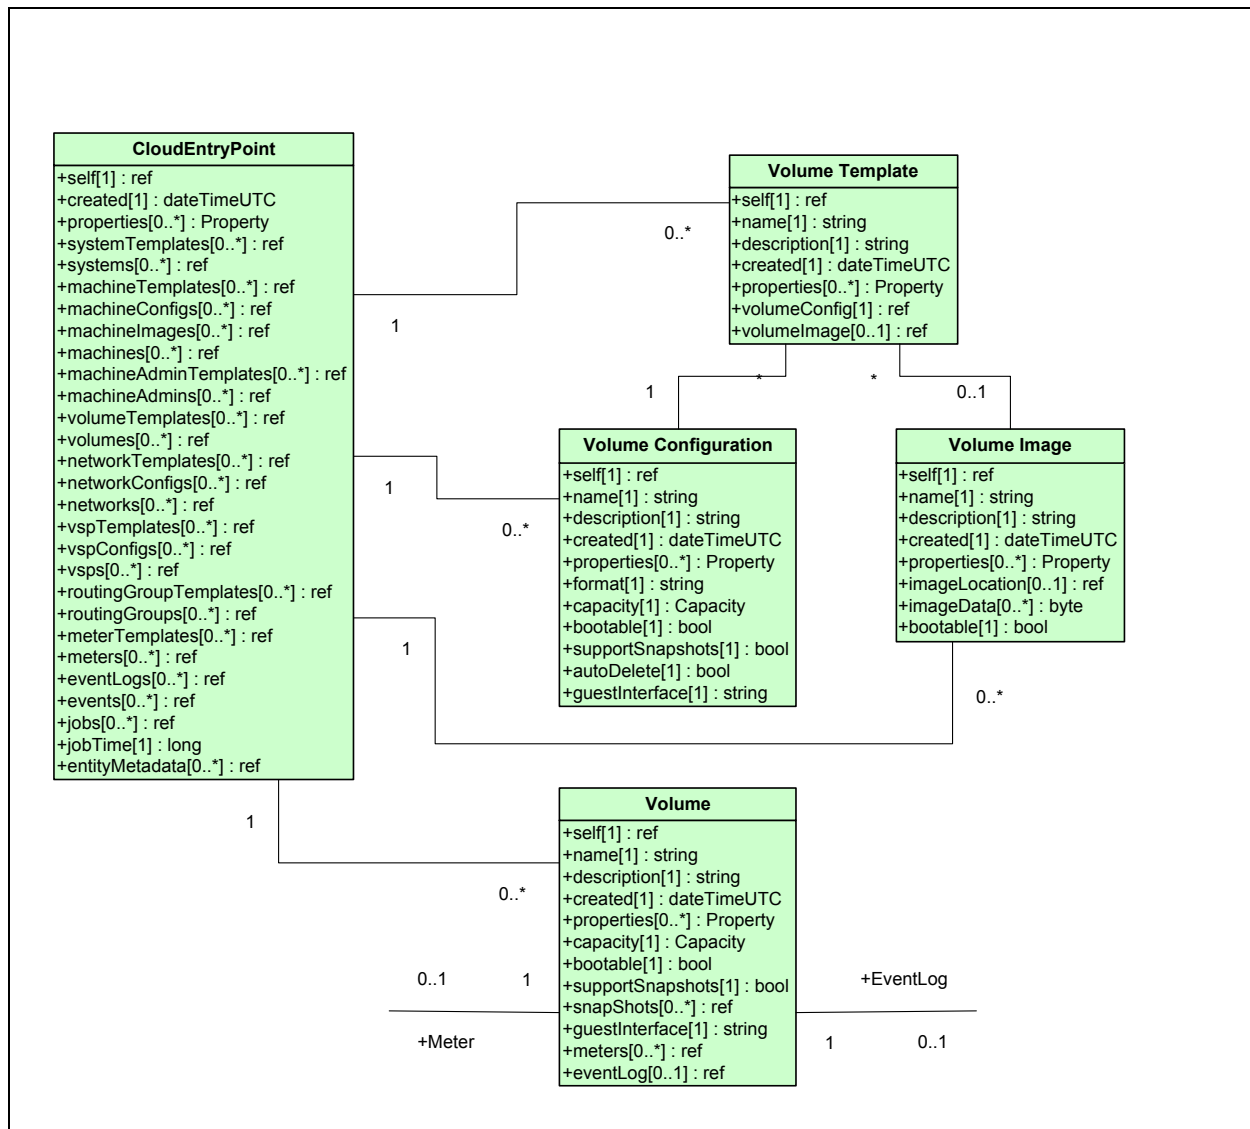 CloudEntryPoint
+self[1] : ref
+created[1] : dateTimeUTC
+properties[0..*] : Property
+systemTemplates[0..*] : ref
+systems[0..*] : ref
+machineTemplates[0..*] : ref
+machineConfigs[0..*] : ref
+machineImages[0..*] : ref
+machines[0..*] : ref
+machineAdminTemplates[0..*] : ref
+machineAdmins[0..*] : ref
+volumeTemplates[0..*] : ref
+volumes[0..*] : ref
+networkTemplates[0..*] : ref
+networkConfigs[0..*] : ref
+networks[0..*] : ref
+vspTemplates[0..*] : ref
+vspConfigs[0..*] : ref
+vsps[0..*] : ref
+routingGroupTemplates[0..*] : ref
+routingGroups[0..*] : ref
+meterTemplates[0..*] : ref
+meters[0..*] : ref
+eventLogs[0..*] : ref
+events[0..*] : ref
+jobs[0..*] : ref
+jobTime[1] : long
+entityMetadata[0..*] : ref
Volume Template
+self[1] : ref
+name[1] : string
+description[1] : string
+created[1] : dateTimeUTC
+properties[0..*] : Property
+volumeConfig[1] : ref
+volumeImage[0..1] : ref
0..*
1
1
*
*
0..1
Volume Configuration
+self[1] : ref
+name[1] : string
+description[1] : string
+created[1] : dateTimeUTC
+properties[0..*] : Property
+format[1] : string
+capacity[1] : Capacity
+bootable[1] : bool
+supportSnapshots[1] : bool
+autoDelete[1] : bool
+guestInterface[1] : string
Volume Image
+self[1] : ref
+name[1] : string
+description[1] : string
+created[1] : dateTimeUTC
+properties[0..*] : Property
+imageLocation[0..1] : ref
+imageData[0..*] : byte
+bootable[1] : bool
1
0..*
1
0..*
1
0..*
Volume
+self[1] : ref
+name[1] : string
+description[1] : string
+created[1] : dateTimeUTC
+properties[0..*] : Property
+capacity[1] : Capacity
+bootable[1] : bool
+supportSnapshots[1] : bool
+snapShots[0..*] : ref
+guestInterface[1] : string
+meters[0..*] : ref
+eventLog[0..1] : ref
0..1
1
+Meter
+EventLog
1
0..1